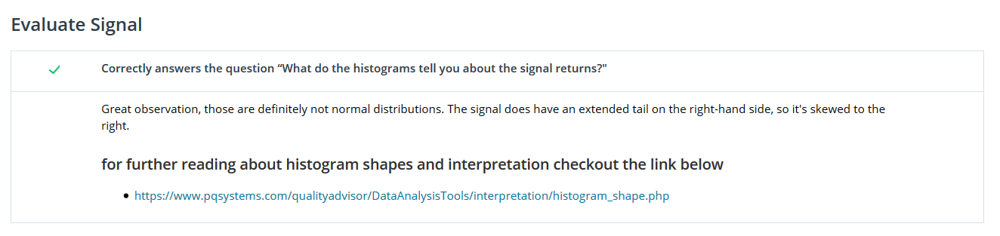 Evaluate Signal
Correctly answers the question “What do the histograms tell you about the signal returns?"
Great observation, those are definitely not normal distributions. The signal does have an extended tail on the right-hand side, so it's skewed to the
right.
for further reading about histogram shapes and interpretation checkout the link below
• https://www.pqsystems.com/qualityadvisor/DataAnalysisTools/interpretation/histogram_shape.php